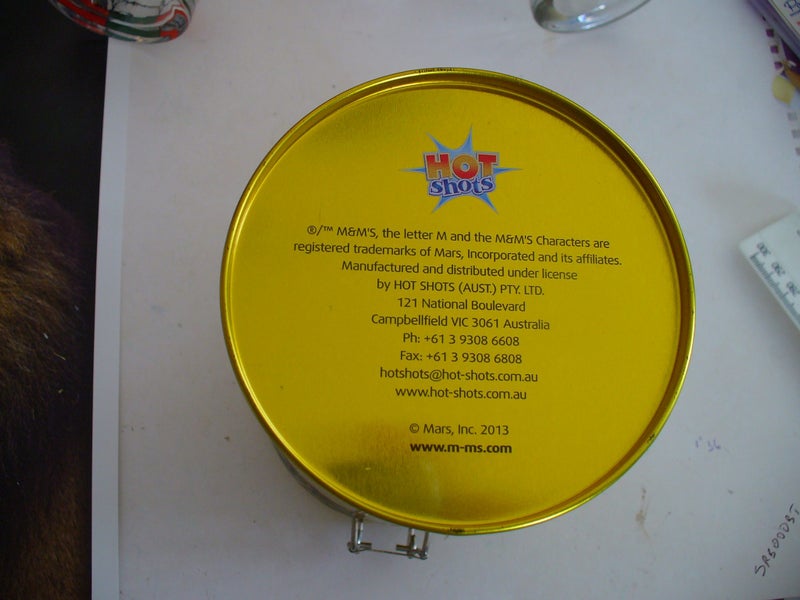 HOT
shots
®/™ M&M'S, the letter M and the M&M'S Characters are
registered trademarks of Mars, Incorporated and its affiliates.
Manufactured and distributed under license
by HOT SHOTS (AUST.) PTY. LTD.
121 National Boulevard
Campbellfield VIC 3061 Australia
Ph: +61 3 9308 6608
Fax: +61 3 9308 6808
hotshots@hot-shots.com.au
www.hot-shots.com.au
© Mars, Inc. 2013
www.m-ms.com
300
290
280